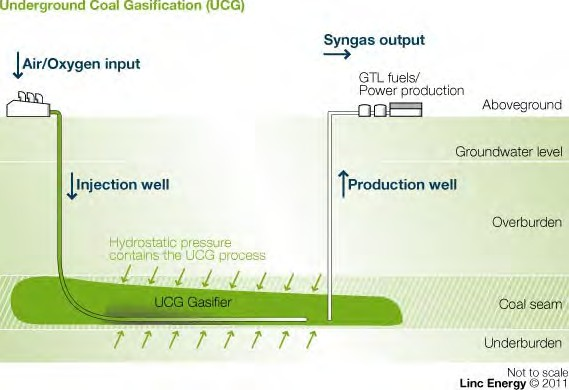 Underground Coal Gasification (UCG)
Air/Oxygen input
Syngas output
GTL fuels/
Power production
Aboveground
Groundwater level
Injection well
Production well
Overburden
Hydrostatic pressure
contains the UCG process
UCG Gasifier
Coal seam
Underburden
Not to scale
Linc Energy © 2011